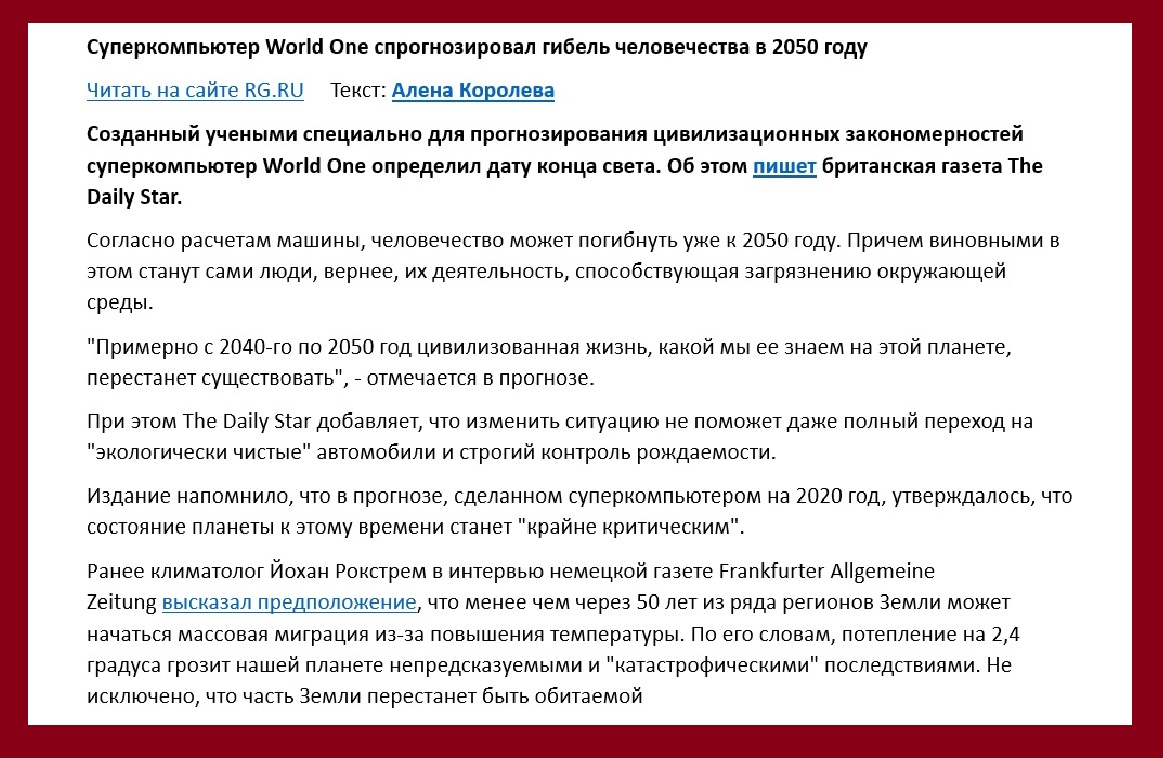 Суперкомпьютер World One спрогнозировал гибель человечества в 2050 году
Читать на сайте RG.RU Текст: Алена Королева
Созданный учеными специально для прогнозирования цивилизационных закономерностей
суперкомпьютер World One определил дату конца света. Об этом пишет британская газета The
Daily Star.
Согласно расчетам машины, человечество может погибнуть уже к 2050 году. Причем виновными в
этом станут сами люди, вернее, их деятельность, способствующая загрязнению окружающей
среды.
"Примерно с 2040-го по 2050 год цивилизованная жизнь, какой мы ее знаем на этой планете,
перестанет существовать", - отмечается в прогнозе.
При этом The Daily Star добавляет, что изменить ситуацию не поможет даже полный переход на
"экологически чистые" автомобили и строгий контроль рождаемости.
Издание напомнило, что в прогнозе, сделанном суперкомпьютером на 2020 год, утверждалось, что
состояние планеты к этому времени станет "крайне критическим".
Ранее климатолог Йохан Рокстрем в интервью немецкой газете Frankfurter Allgemeine
Zeitung высказал предположение, что менее чем через 50 лет из ряда регионов Земли может
начаться массовая миграция из-за повышения температуры. По его словам, потепление на 2,4
градуса грозит нашей планете непредсказуемыми и "катастрофическими" последствиями. Не
исключено, что часть Земли перестанет быть обитаемой